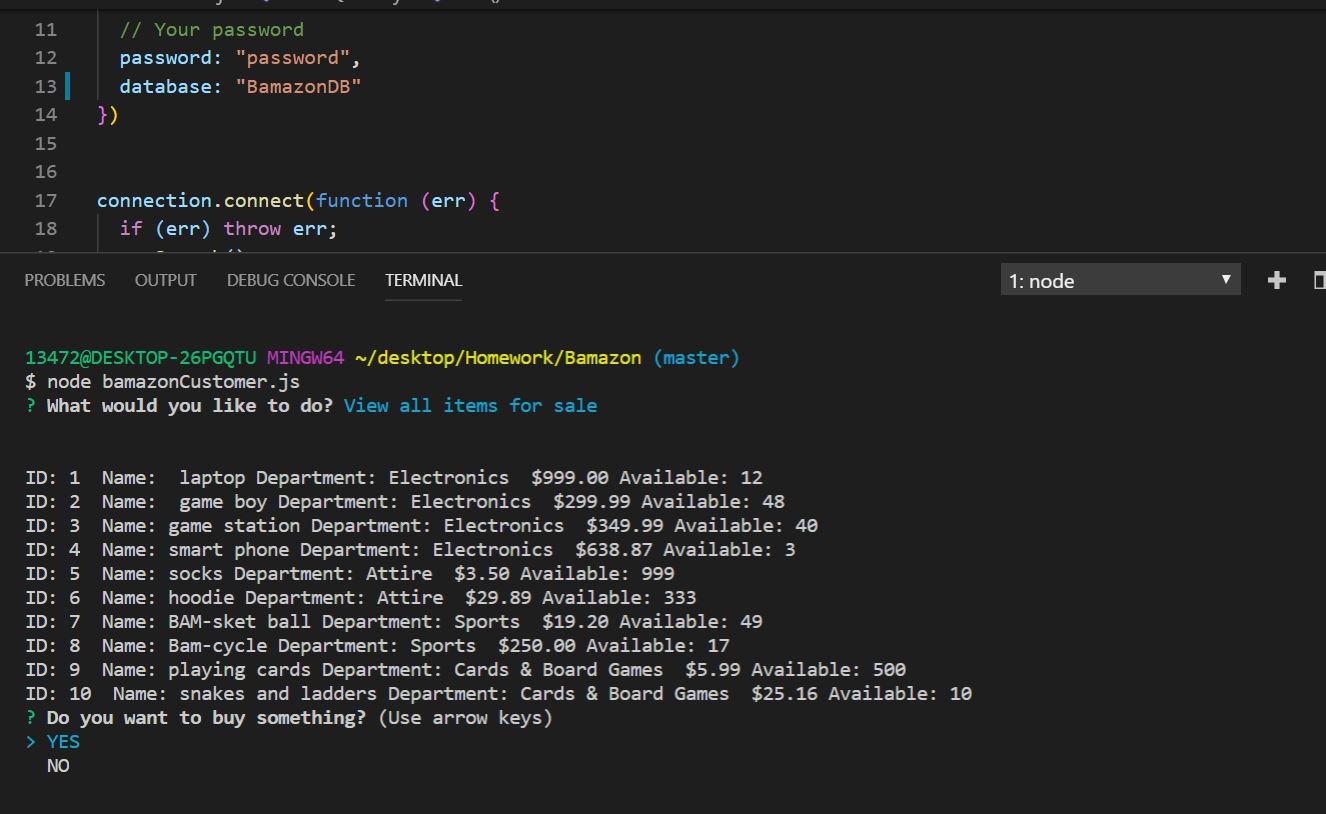 11 // Your password
12 password: "password",
13 database: "BamazonDB"
14 })
15
16
17 connection.connect(function (err) {
18 if (err) throw err;
PROBLEMS OUTPUT DEBUG CONSOLE TERMINAL 1: node
13472@DESKTOP-26PGQTU MINGW64 ~/desktop/Homework/Bamazon (master)
$ node bamazonCustomer.js
? What would you like to do? View all items for sale
ID: 1  Name:  laptop Department: Electronics  $999.00 Available: 12
ID: 2  Name:  game boy Department: Electronics  $299.99 Available: 48
ID: 3  Name: game station Department: Electronics  $349.99 Available: 40
ID: 4  Name: smart phone Department: Electronics  $638.87 Available: 3
ID: 5  Name: socks Department: Attire  $3.50 Available: 999
ID: 6  Name: hoodie Department: Attire  $29.89 Available: 333
ID: 7  Name: BAM-sket ball Department: Sports  $19.20 Available: 49
ID: 8  Name: Bam-cycle Department: Sports  $250.00 Available: 17
ID: 9  Name: playing cards Department: Cards & Board Games  $5.99 Available: 500
ID: 10  Name: snakes and ladders Department: Cards & Board Games  $25.16 Available: 10
? Do you want to buy something? (Use arrow keys)
> YES
NO